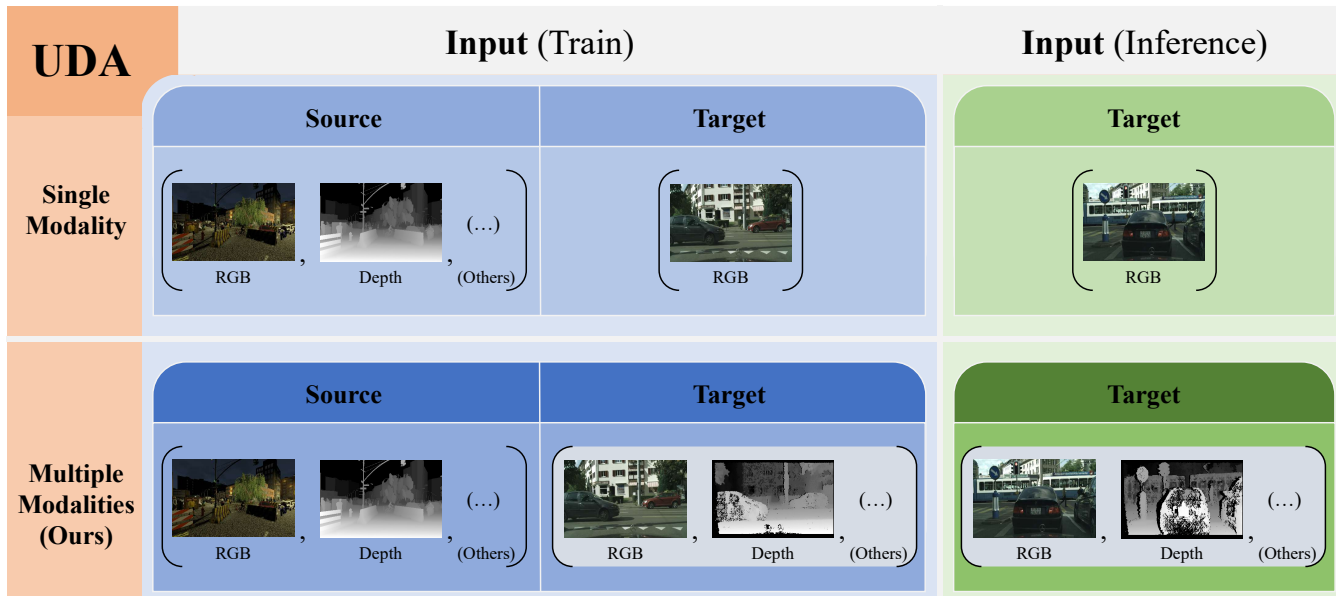 UDA
Input (Train)
Input (Inference)
Source
Target
Target
Single
Modality
RGB
,
Depth
,
(...)
(Others)
RGB
RGB
Source
Target
Target
Multiple
Modalities
(Ours)
RGB
,
Depth
,
(...)
(Others)
RGB
,
Depth
,
(...)
(Others)
RGB
,
Depth
,
(...)
(Others)